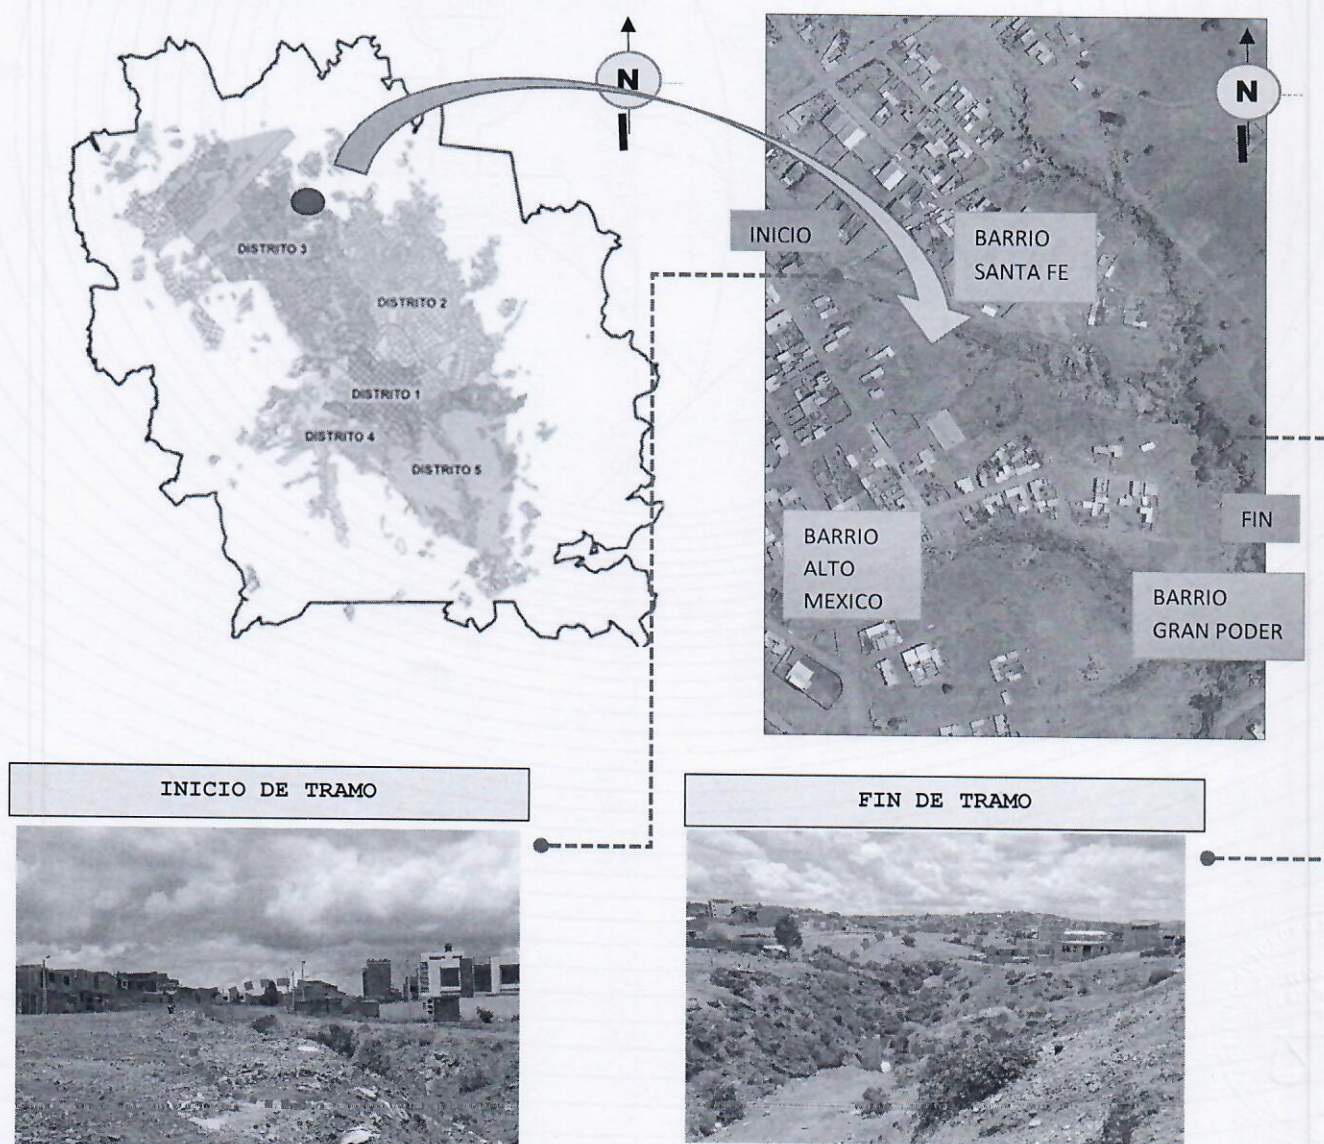 N
N
INICIO
BARRIO
SANTA FE
DISTRITO 3
DISTRITO 2
DISTRITO 1
DISTRITO 4
DISTRITO 5
FIN
BARRIO
ALTO
MEXICO
BARRIO
GRAN PODER
INICIO DE TRAMO
FIN DE TRAMO